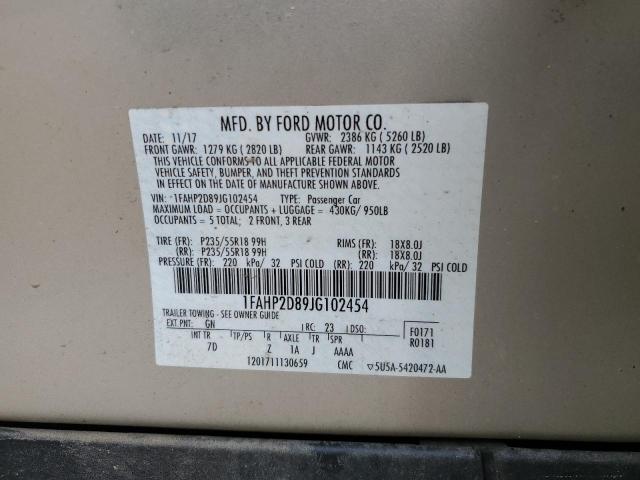 MFD. BY FORD MOTOR CO.
DATE: 11/17 GVWR: 2386 KG ( 5260 LB)
FRONT GAWR: 1279 KG ( 2820 LB) REAR GAWR: 1143 KG ( 2520 LB)
THIS VEHICLE CONFORMS TO ALL APPLICABLE FEDERAL MOTOR
VEHICLE SAFETY, BUMPER, AND THEFT PREVENTION STANDARDS
IN EFFECT ON THE DATE OF MANUFACTURE SHOWN ABOVE.
VIN: 1FAHP2D89JG102454 TYPE: Passenger Car
MAXIMUM LOAD = OCCUPANTS + LUGGAGE = 430KG/ 950LB
OCCUPANTS = 5 TOTAL; 2 FRONT, 3 REAR
TIRE (FR): P235/55R18 99H RIMS (FR): 18X8.0J
(RR): P235/55R18 99H (RR): 18X8.0J
PRESSURE (FR): 220 kPa/ 32 PSI COLD (RR): 220 kPa/ 32 PSI COLD
1FAHP2D89JG102454
TRAILER TOWING - SEE OWNER GUIDE
EXT PNT: GN RC: 23 DSO: F0171
INT TR TP/PS R AXLE TR SPR R0181
7D Z 1A J AAAA
1201711130659 CMC ▽5U5A-5420472-AA